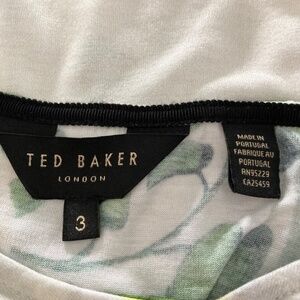 TED BAKER
LONDON
3
MADE IN
PORTUGAL
FABRIQUE AU
PORTUGAL
RN95229
CA25459